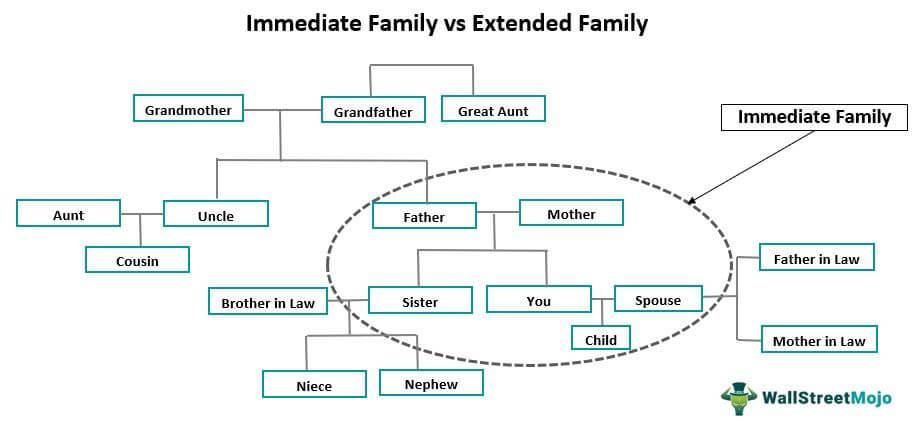 Immediate Family vs Extended Family
Grandmother
Grandfather
Great Aunt
Immediate Family
Aunt
Uncle
Father
Mother
Cousin
Father in Law
Brother in Law
Sister
You
Spouse
Child
Mother in Law
Niece
Nephew
WallStreetMojo